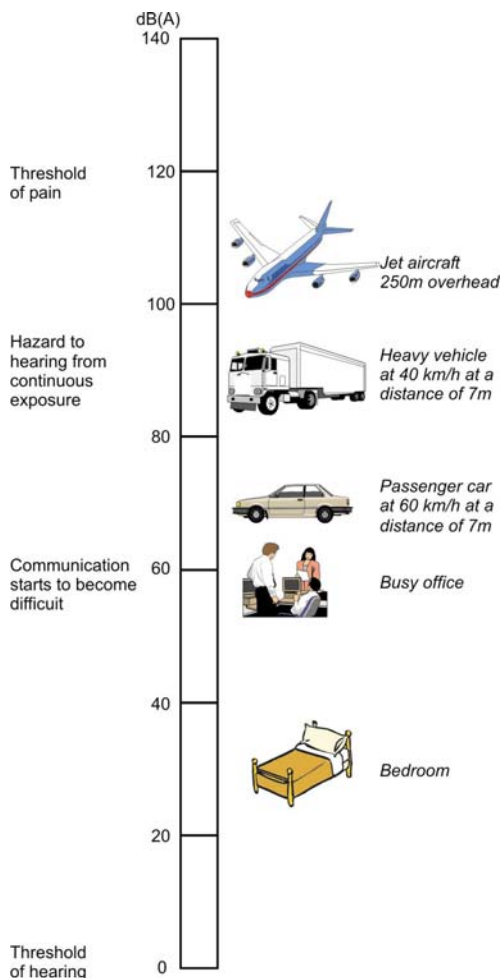 dB(A)
140
Threshold
of pain
120
Jet aircraft
250m overhead
100
Hazard to
hearing from
continuous
exposure
Heavy vehicle
at 40 km/h at a
distance of 7m
80
Passenger car
at 60 km/h at a
distance of 7m
Communication
starts to become
difficuit
60
Busy office
40
Bedroom
20
Threshold
of hearing
0